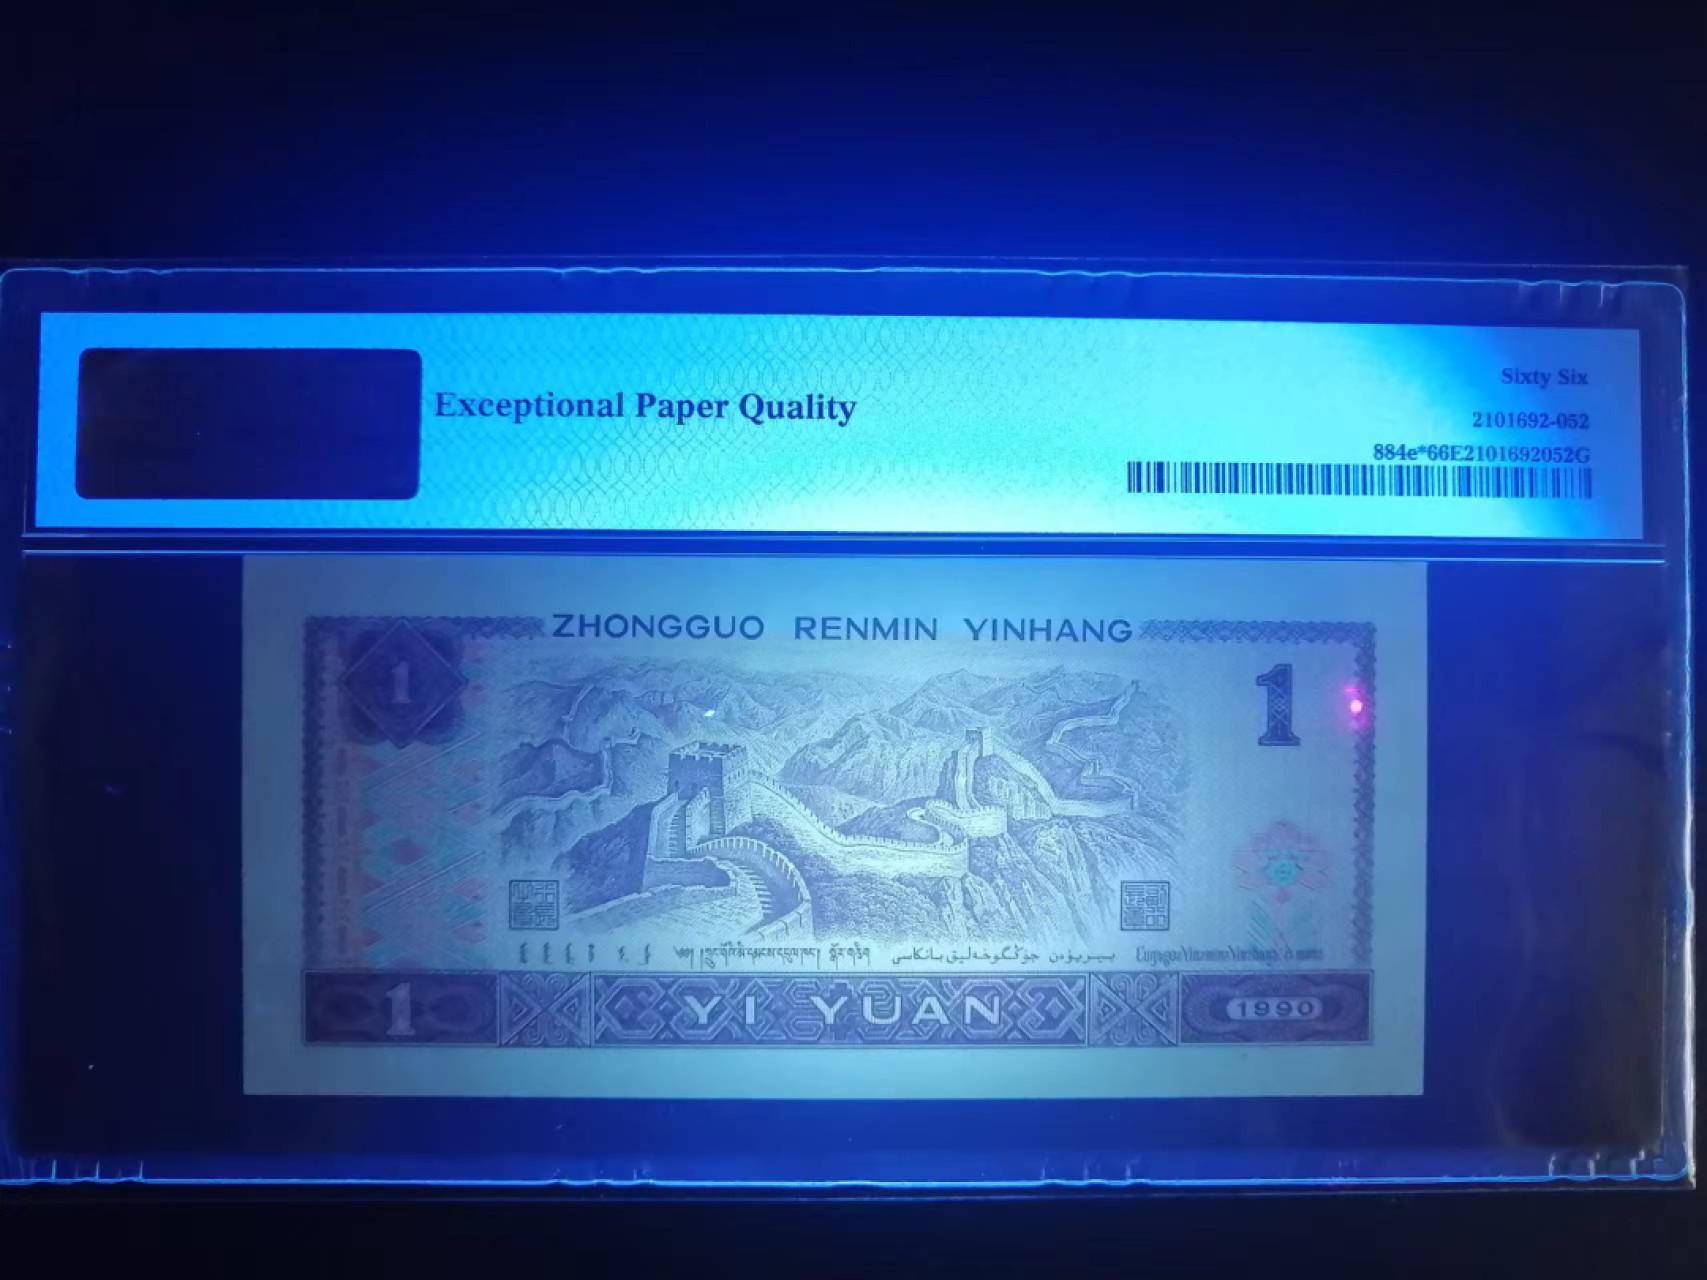 Exceptional Paper Quality
Sixty Six
2101692-052
884e*66E2101692052G
ZHONGGUO RENMIN YINHANG
1
1
1
YI YUAN
1990